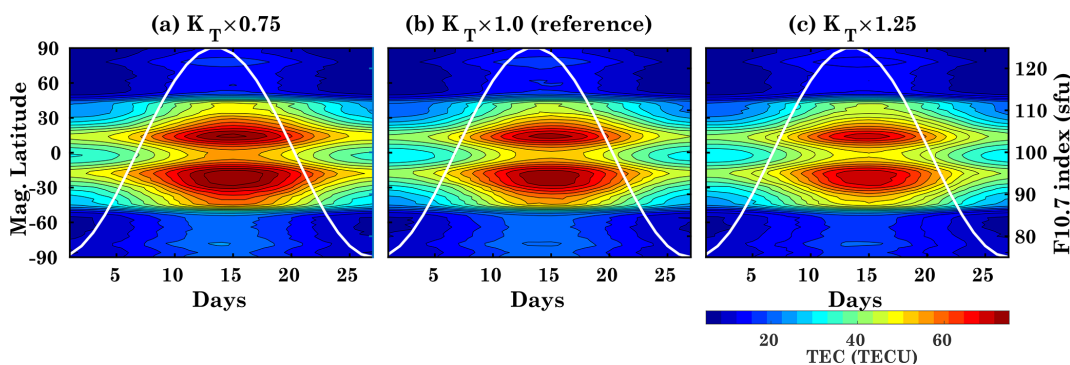 (a) K_T×0.75
(b) K_T×1.0 (reference)
(c) K_T×1.25
Mag. Latitude
90
60
30
0
-30
-60
-90
5 10 15 20 25
Days
5 10 15 20 25
Days
5 10 15 20 25
Days
120
110
100
90
80
F10.7 index (sfu)
20 40 60
TEC (TECU)